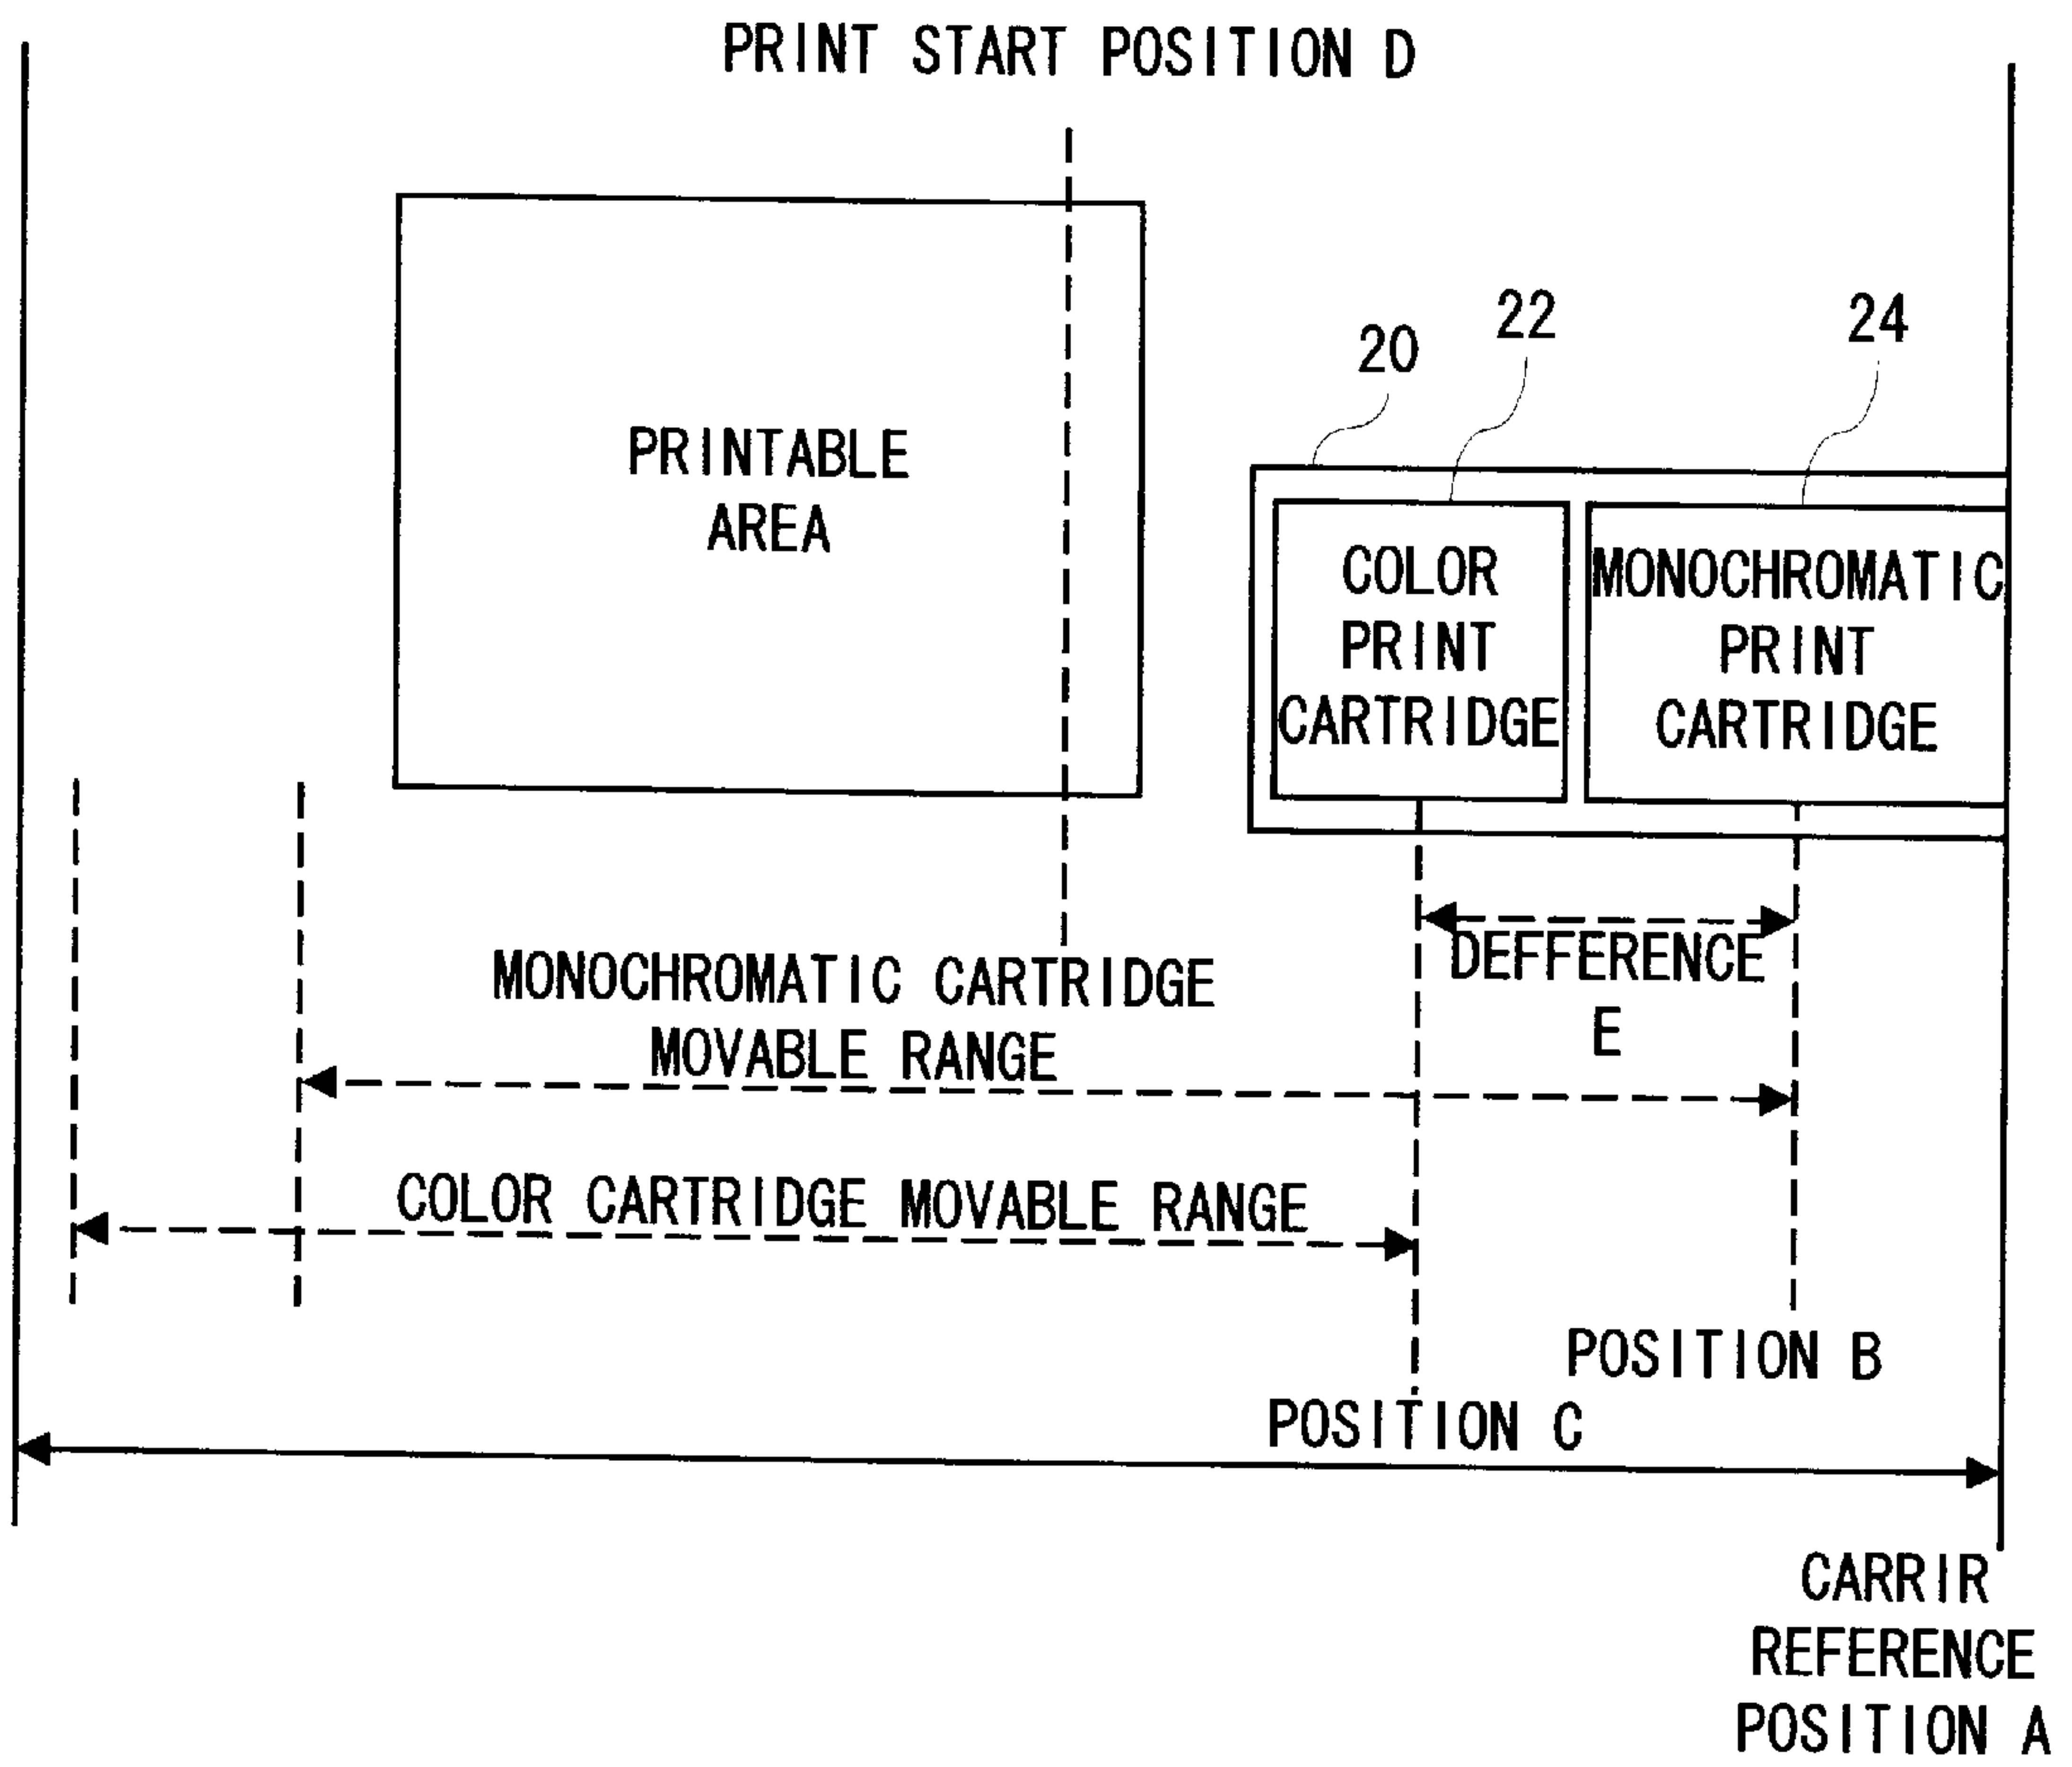 PRINT START POSITION D
20
22
24
PRINTABLE
AREA
COLOR
PRINT
CARTRIDGE
MONOCHROMATIC
PRINT
CARTRIDGE
DEFFERENCE
E
MONOCHROMATIC CARTRIDGE
MOVABLE RANGE
COLOR CARTRIDGE MOVABLE RANGE
POSITION B
POSITION C
CARRIR
REFERENCE
POSITION A